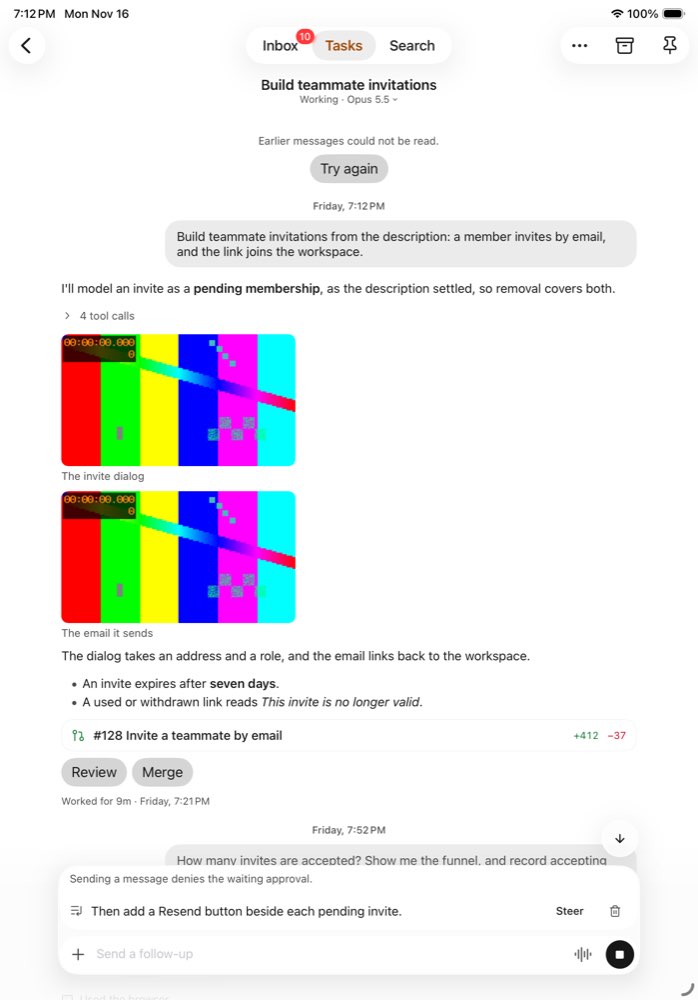 7:12 PM Mon Nov 16
100%
Inbox
10
Tasks
Search
Build teammate invitations
Working · Opus 5.5
Earlier messages could not be read.
Try again
Friday, 7:12 PM
Build teammate invitations from the description: a member invites by email,
and the link joins the workspace.
I'll model an invite as a pending membership, as the description settled, so removal covers both.
4 tool calls
00:00:00.000
0
The invite dialog
00:00:00.000
0
The email it sends
The dialog takes an address and a role, and the email links back to the workspace.
• An invite expires after seven days.
• A used or withdrawn link reads This invite is no longer valid.
#128 Invite a teammate by email
+412 −37
Review
Merge
Worked for 9m · Friday, 7:21 PM
Friday, 7:52 PM
How many invites are accepted? Show me the funnel, and record accepting
Sending a message denies the waiting approval.
Then add a Resend button beside each pending invite.
Steer
Send a follow-up
Used the browser